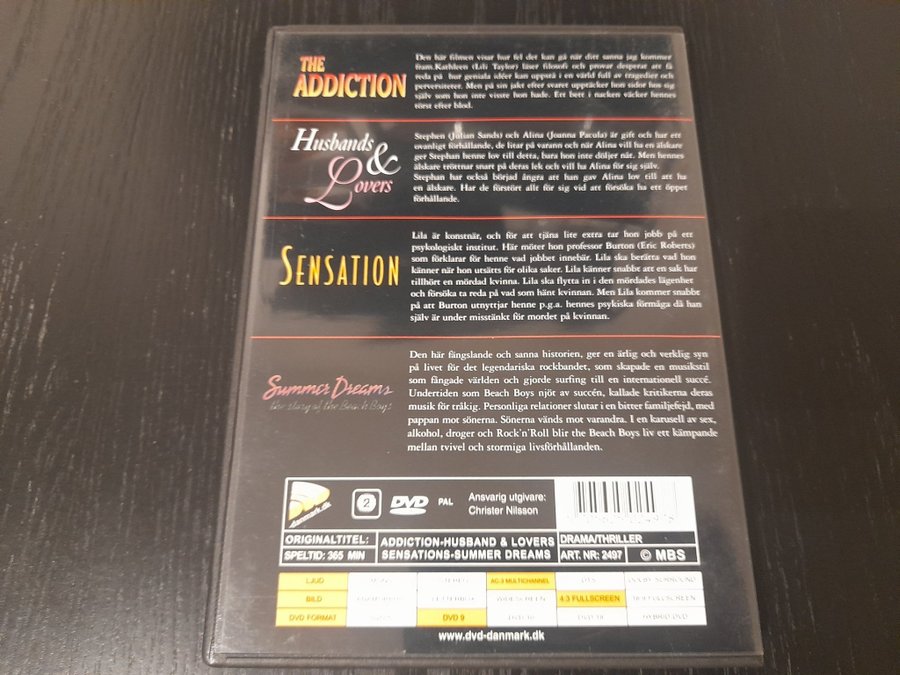 THE
ADDICTION
Den här filmen visar hur fel det kan gå när ditt sanna jag kommer
fram.Kathleen (Lili Taylor) läser filosofi och provar desperat att få
reda på hur geniala idéer kan uppstå i en värld full av tragedier och
perversiteter. Men på sin jakt efter svaret upptäcker hon sidor hos sig
själv som hon inte visste hon hade. Ett bett i nacken väcker hennes
törst efter blod.
Husbands
&
Lovers
Stephen (Julian Sands) och Alina (Joanna Pacula) är gift och har ett
ovanligt förhållande, de litar på varann och när Alina vill ha en älskare
ger Stephan henne lov till detta, bara hon inte döljer nåt. Men hennes
älskare tröttnar snart på deras lek och vill ha Alina för sig själv.
Stephan har också börjad ångra att han gav Alina lov till att ha
en älskare. Har de förstört allt för sig vid att försöka ha ett öppet
förhållande.
SENSATION
Lila är konstnär, och för att tjäna lite extra tar hon jobb på ett
psykologiskt institut. Här möter hon professor Burton (Eric Roberts)
som förklarar för henne vad jobbet innebär. Lila ska berätta vad hon
känner när hon utsätts för olika saker. Lila känner snabbt att en sak har
tillhört en mördad kvinna. Lila ska flytta in i den mördades lägenhet
och försöka ta reda på vad som hänt kvinnan. Men Lila kommer snabbt
på att Burton utnyttjar henne p.g.a. hennes psykiska förmåga då han
själv är under misstänkt för mordet på kvinnan.
Summer Dreams
the story of the Beach Boys
Den här fängslande och sanna historien, ger en ärlig och verklig syn
på livet för det legendariska rockbandet, som skapade en musikstil
som fångade världen och gjorde surfing till en internationell succé.
Undertiden som Beach Boys njöt av succén, kallade kritikerna deras
musik för tråkig. Personliga relationer slutar i en bitter familjefejd, med
pappan mot sönerna. Sönerna vänds mot varandra. I en karusell av sex,
alkohol, droger och Rock'n'Roll blir the Beach Boys liv ett kämpande
mellan tvivel och stormiga livsförhållanden.
danmark.dk
2
DVD
PAL
Ansvarig utgivare:
Christer Nilsson
ORIGINALTITEL:
SPELTID: 365 MIN
ADDICTION-HUSBAND & LOVERS
SENSATIONS-SUMMER DREAMS
DRAMA/THRILLER
ART. NR: 2497
© MBS
LJUD
AC-3 MULTICHANNEL
BILD
4:3 FULLSCREEN
DVD FORMAT
DVD 9
www.dvd-danmark.dk